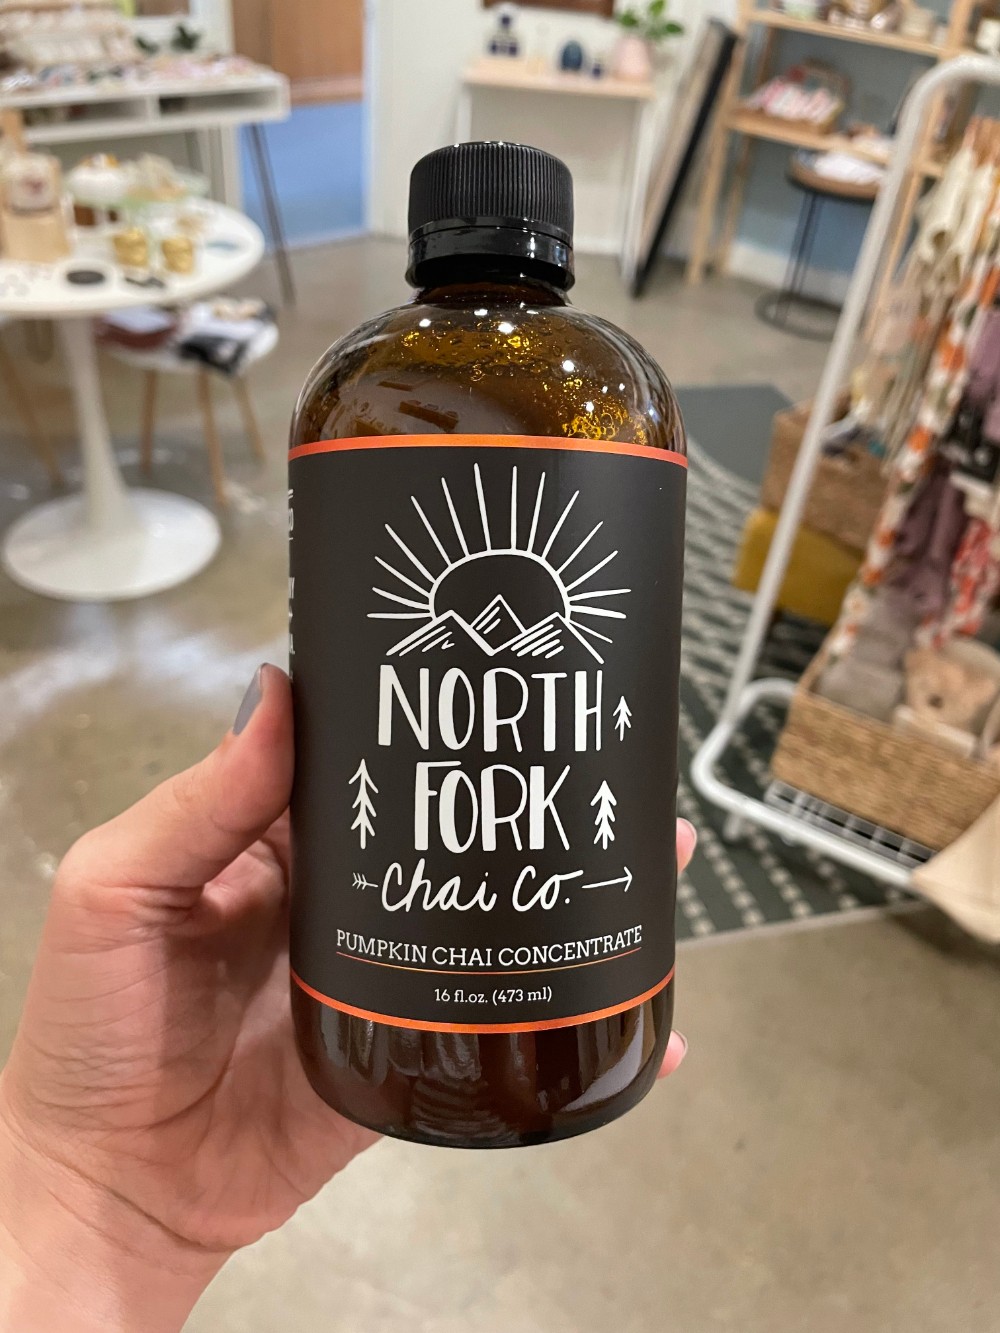 NORTH
FORK
Chai Co.
PUMPKIN CHAI CONCENTRATE
16 fl.oz. (473 ml)